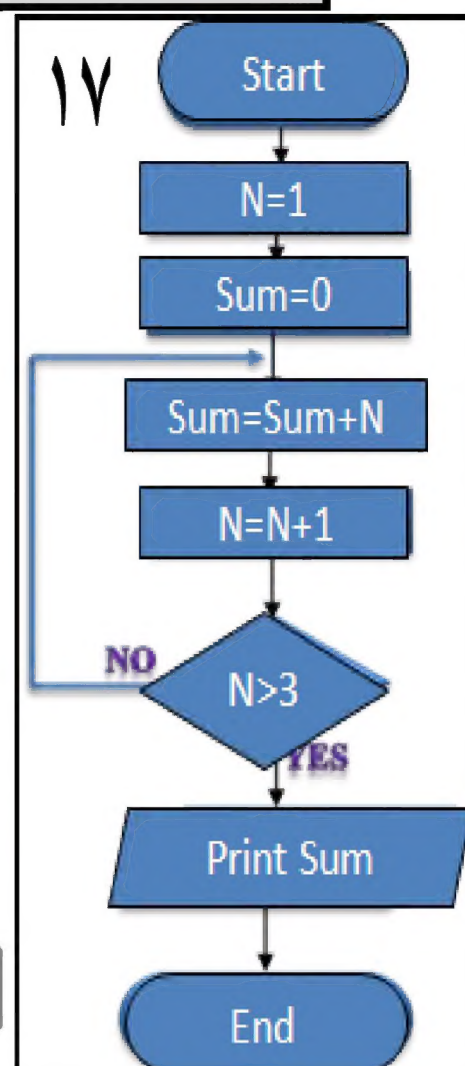 ١٧
Start
N=1
Sum=0
Sum=Sum+N
N=N+1
NO
N>3
YES
Print Sum
End